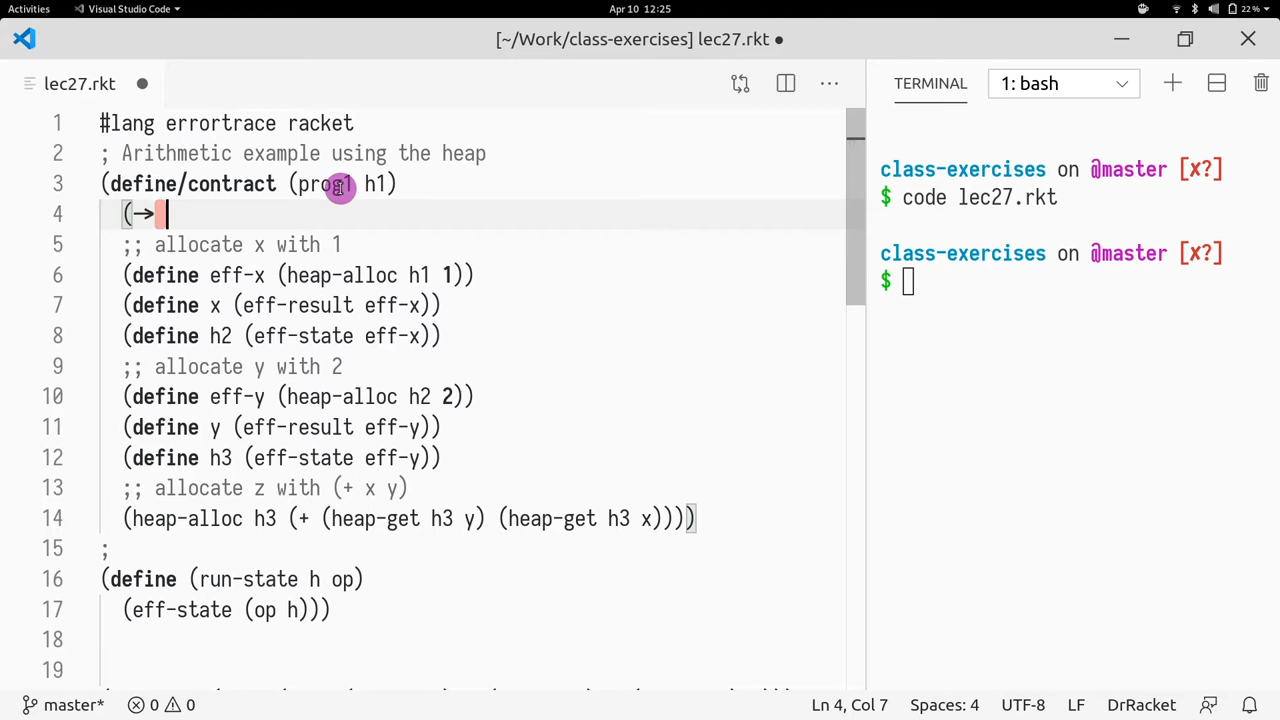 Activities
Visual Studio Code
Apr 10 12:25
22 %
[~/Work/class-exercises] lec27.rkt ●
lec27.rkt
TERMINAL
1: bash
1 #lang errortrace racket
2 ; Arithmetic example using the heap
3 (define/contract (prog1 h1)
4 (→
5 ;; allocate x with 1
6 (define eff-x (heap-alloc h1 1))
7 (define x (eff-result eff-x))
8 (define h2 (eff-state eff-x))
9 ;; allocate y with 2
10 (define eff-y (heap-alloc h2 2))
11 (define y (eff-result eff-y))
12 (define h3 (eff-state eff-y))
13 ;; allocate z with (+ x y)
14 (heap-alloc h3 (+ (heap-get h3 y) (heap-get h3 x))))
15 ;
16 (define (run-state h op)
17 (eff-state (op h)))
18
19
class-exercises on @master [✘?]
$ code lec27.rkt
class-exercises on @master [✘?]
$
master*
0
0
Ln 4, Col 7
Spaces: 4
UTF-8
LF
DrRacket